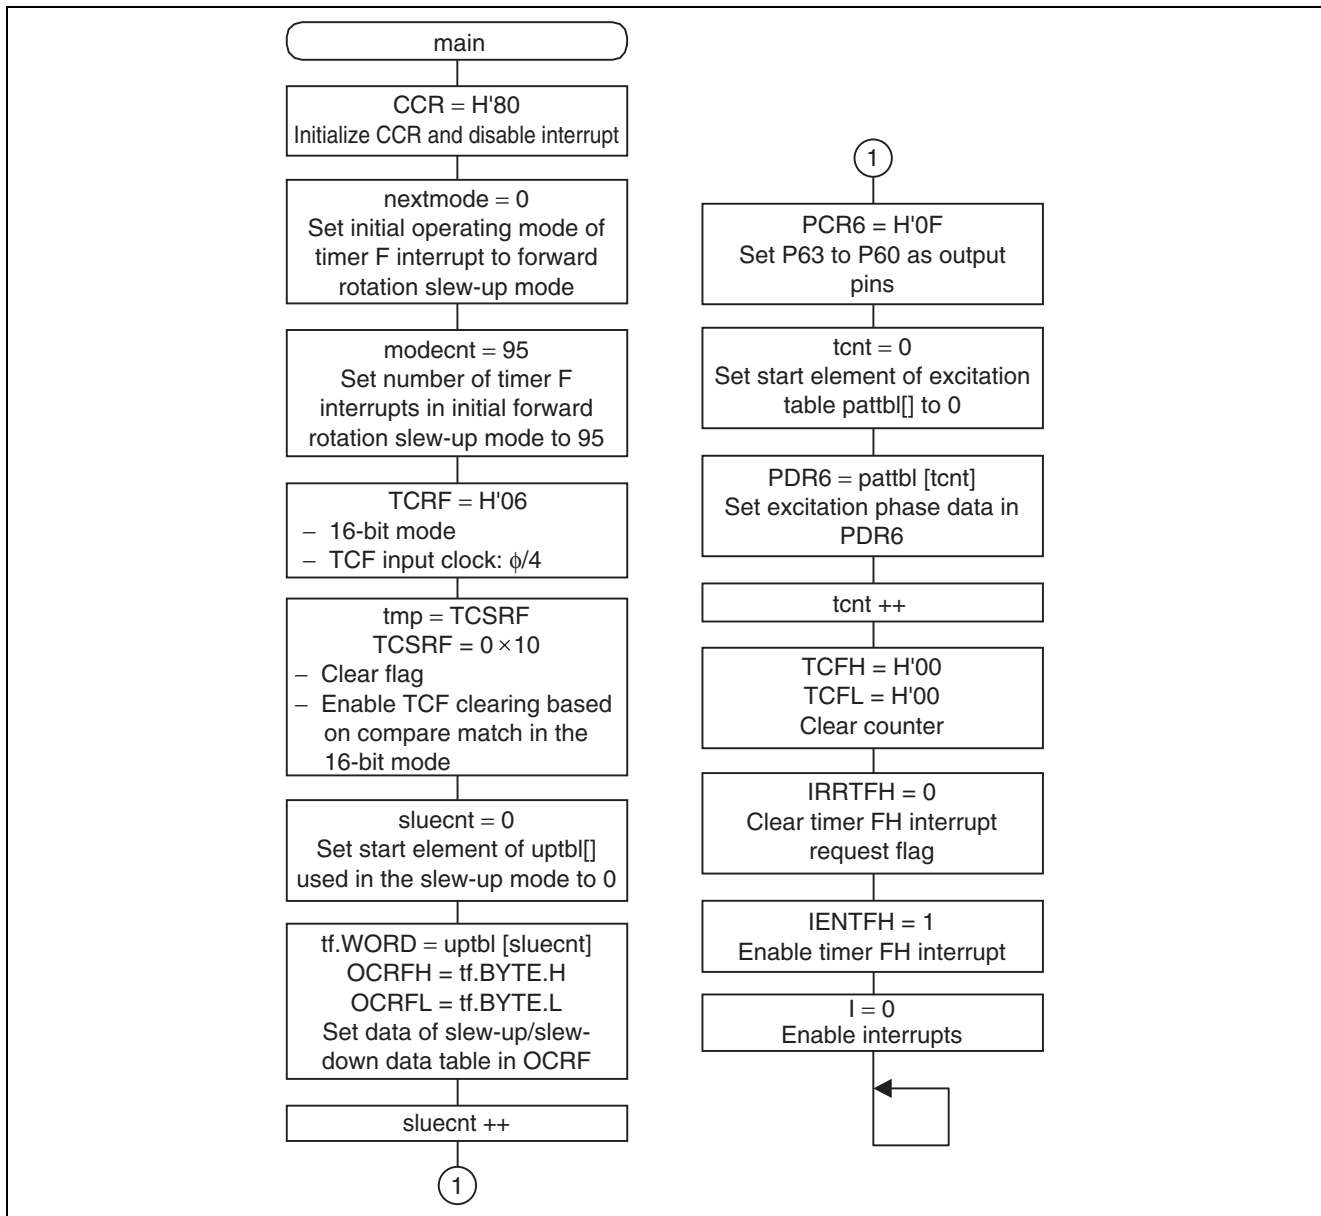 main
CCR = H'80
Initialize CCR and disable interrupt
nextmode = 0
Set initial operating mode of
timer F interrupt to forward
rotation slew-up mode
modecnt = 95
Set number of timer F
interrupts in initial forward
rotation slew-up mode to 95
TCRF = H'06
– 16-bit mode
– TCF input clock: ϕ/4
tmp = TCSRF
TCSRF = 0×10
– Clear flag
– Enable TCF clearing based
on compare match in the
16-bit mode
sluecnt = 0
Set start element of uptbl[]
used in the slew-up mode to 0
tf.WORD = uptbl [sluecnt]
OCRFH = tf.BYTE.H
OCRFL = tf.BYTE.L
Set data of slew-up/slew-
down data table in OCRF
sluecnt ++
1
1
PCR6 = H'0F
Set P63 to P60 as output
pins
tcnt = 0
Set start element of excitation
table pattbl[] to 0
PDR6 = pattbl [tcnt]
Set excitation phase data in
PDR6
tcnt ++
TCFH = H'00
TCFL = H'00
Clear counter
IRRTFH = 0
Clear timer FH interrupt
request flag
IENTFH = 1
Enable timer FH interrupt
I = 0
Enable interrupts